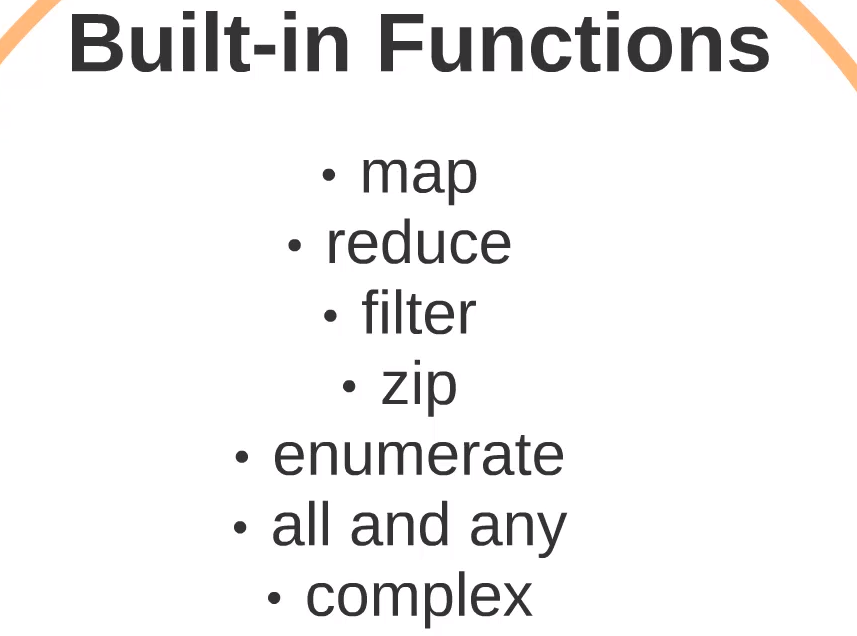 Built-in Functions
• map
• reduce
• filter
• zip
• enumerate
• all and any
• complex